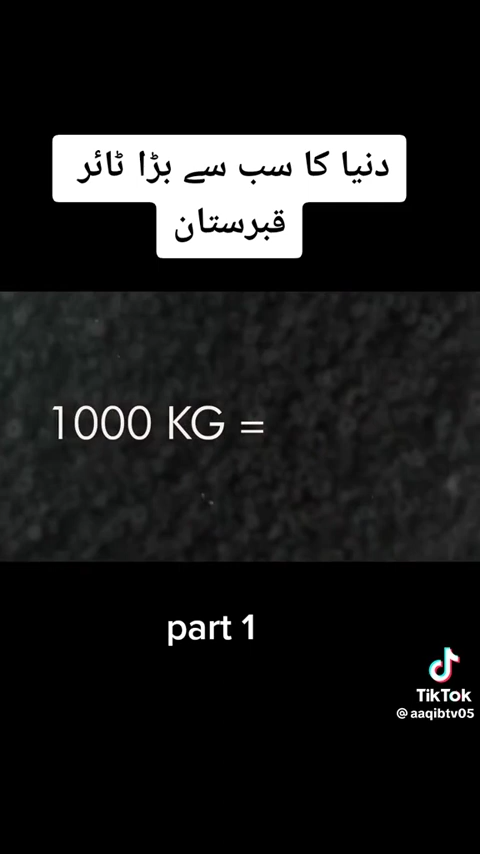 دنیا کا سب سے بڑا ٹائر
قبرستان
1000 KG =
part 1
TikTok
@aaqibtv05